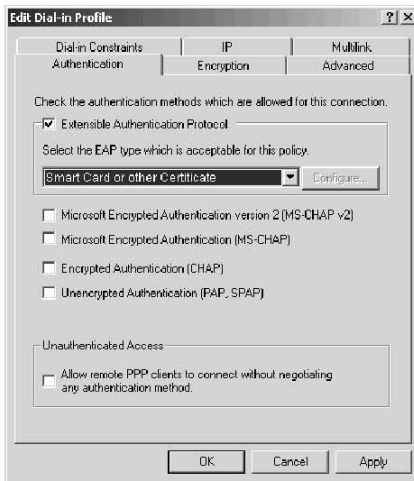 Edit Dial-in Profile
Dial-in Constraints IP Multilink
Authentication Encryption Advanced
Check the authentication methods which are allowed for this connection.
Extensible Authentication Protocol
Select the EAP type which is acceptable for this policy.
Smart Card or other Certificate Configure...
Microsoft Encrypted Authentication version 2 (MS-CHAP v2)
Microsoft Encrypted Authentication (MS-CHAP)
Encrypted Authentication (CHAP)
Unencrypted Authentication (PAP, SPAP)
Unauthenticated Access
Allow remote PPP clients to connect without negotiating
any authentication method.
OK Cancel Apply